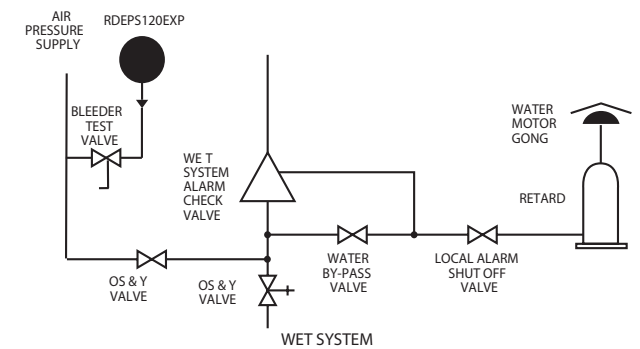 AIR
PRESSURE
SUPPLY
RDEPS120EXP
BLEEDER
TEST
VALVE
WE T
SYSTEM
ALARM
CHECK
VALVE
WATER
MOTOR
GONG
RETARD
OS & Y
VALVE
OS & Y
VALVE
WATER
BY-PASS
VALVE
LOCAL ALARM
SHUT OFF
VALVE
WET SYSTEM